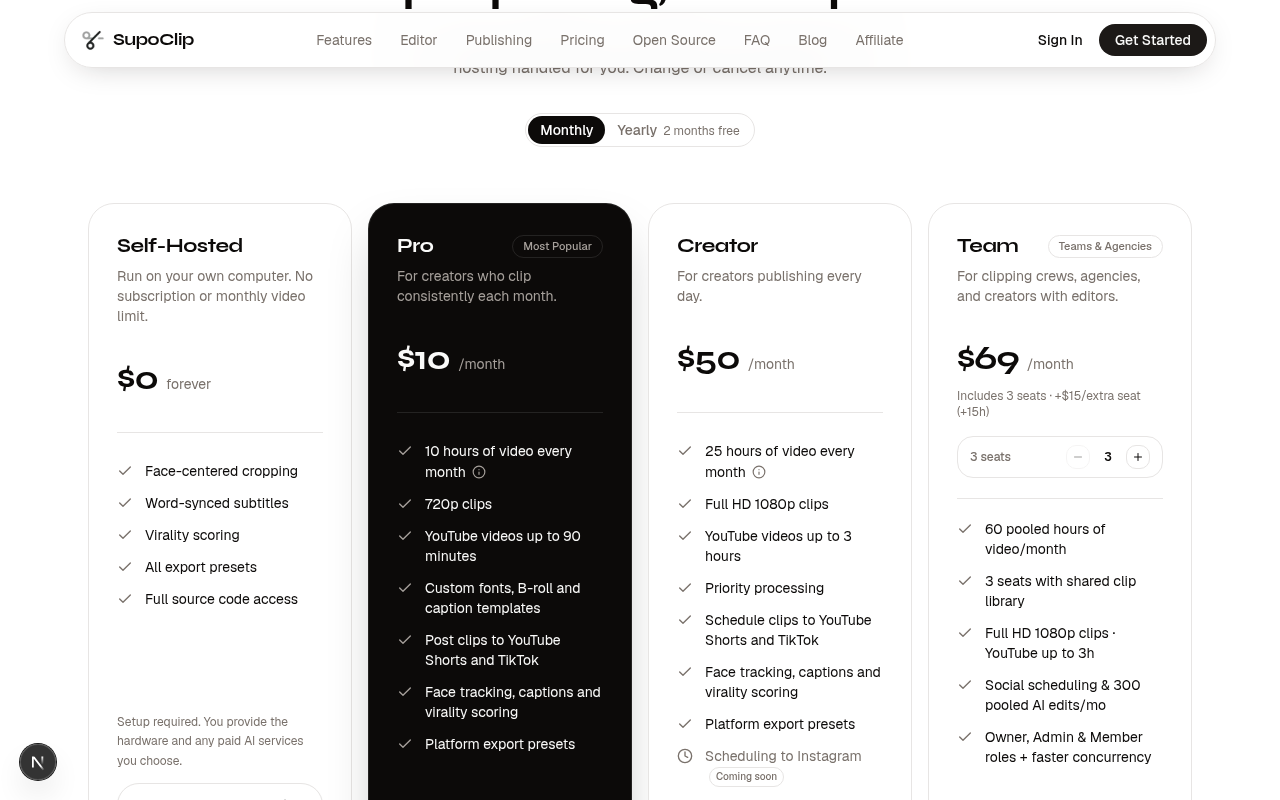 SupoClip
Features
Editor
Publishing
Pricing
Open Source
FAQ
Blog
Affiliate
Sign In
Get Started
hosting handled for you. Change or cancel anytime.
Monthly
Yearly 2 months free
Self-Hosted
Run on your own computer. No
subscription or monthly video
limit.
$0 forever
Face-centered cropping
Word-synced subtitles
Virality scoring
All export presets
Full source code access
Setup required. You provide the
hardware and any paid AI services
you choose.
Pro
Most Popular
For creators who clip
consistently each month.
$10 /month
10 hours of video every
month
720p clips
YouTube videos up to 90
minutes
Custom fonts, B-roll and
caption templates
Post clips to YouTube
Shorts and TikTok
Face tracking, captions and
virality scoring
Platform export presets
Creator
For creators publishing every
day.
$50 /month
25 hours of video every
month
Full HD 1080p clips
YouTube videos up to 3
hours
Priority processing
Schedule clips to YouTube
Shorts and TikTok
Face tracking, captions and
virality scoring
Platform export presets
Scheduling to Instagram
Coming soon
Team
Teams & Agencies
For clipping crews, agencies,
and creators with editors.
$69 /month
Includes 3 seats · +$15/extra seat
(+15h)
3 seats
− 3 +
60 pooled hours of
video/month
3 seats with shared clip
library
Full HD 1080p clips ·
YouTube up to 3h
Social scheduling & 300
pooled AI edits/mo
Owner, Admin & Member
roles + faster concurrency
N